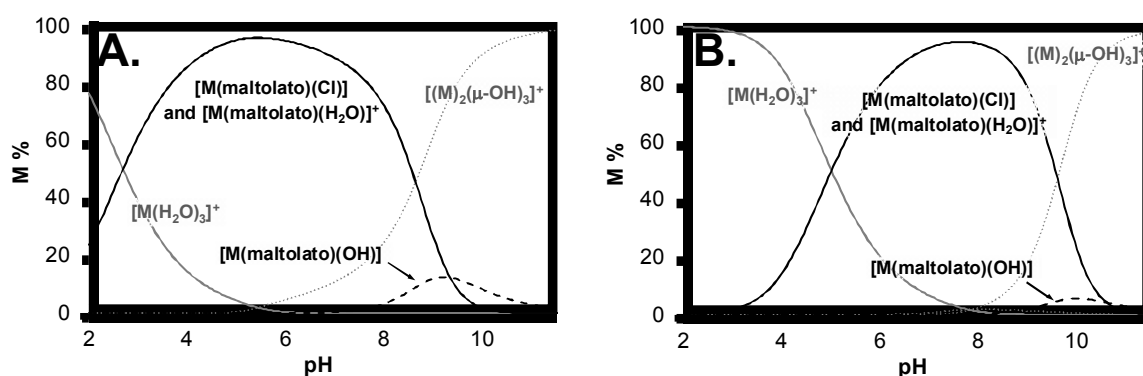 A.
100
80
60
40
20
0
M %
[M(maltolato)(Cl)]
and [M(maltolato)(H₂O)]⁺
[(M)₂(μ-OH)₃]⁺
[M(H₂O)₃]⁺
[M(maltolato)(OH)]
2 4 6 8 10
pH
B.
100
80
60
40
20
0
M %
[(M)₂(μ-OH)₃]⁺
[M(H₂O)₃]⁺
[M(maltolato)(Cl)]
and [M(maltolato)(H₂O)]⁺
[M(maltolato)(OH)]
2 4 6 8 10
pH